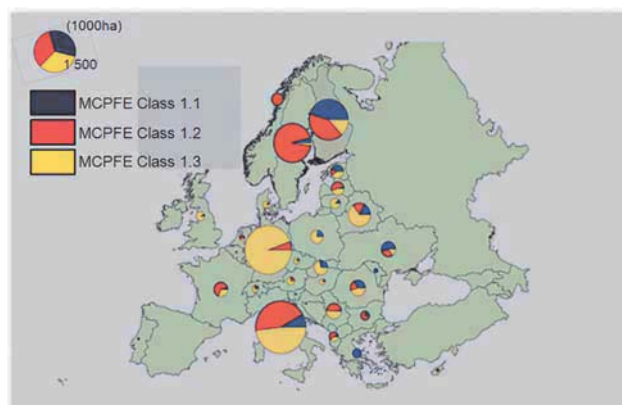 (1000ha)
1 500
MCPFE Class 1.1
MCPFE Class 1.2
MCPFE Class 1.3